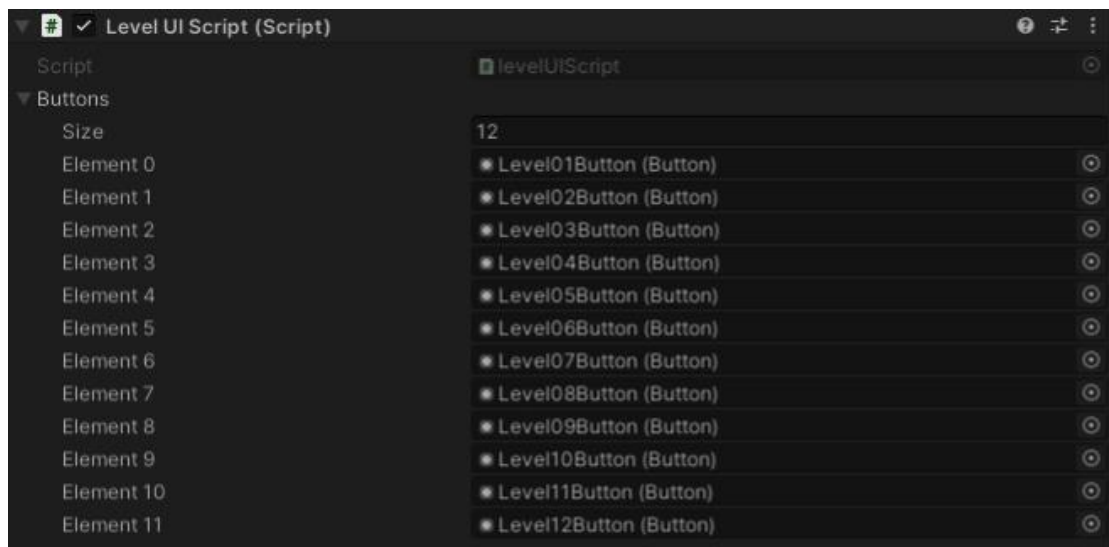 Level UI Script (Script)
Script levelUIScript
Buttons
Size 12
Element 0 Level01Button (Button)
Element 1 Level02Button (Button)
Element 2 Level03Button (Button)
Element 3 Level04Button (Button)
Element 4 Level05Button (Button)
Element 5 Level06Button (Button)
Element 6 Level07Button (Button)
Element 7 Level08Button (Button)
Element 8 Level09Button (Button)
Element 9 Level10Button (Button)
Element 10 Level11Button (Button)
Element 11 Level12Button (Button)